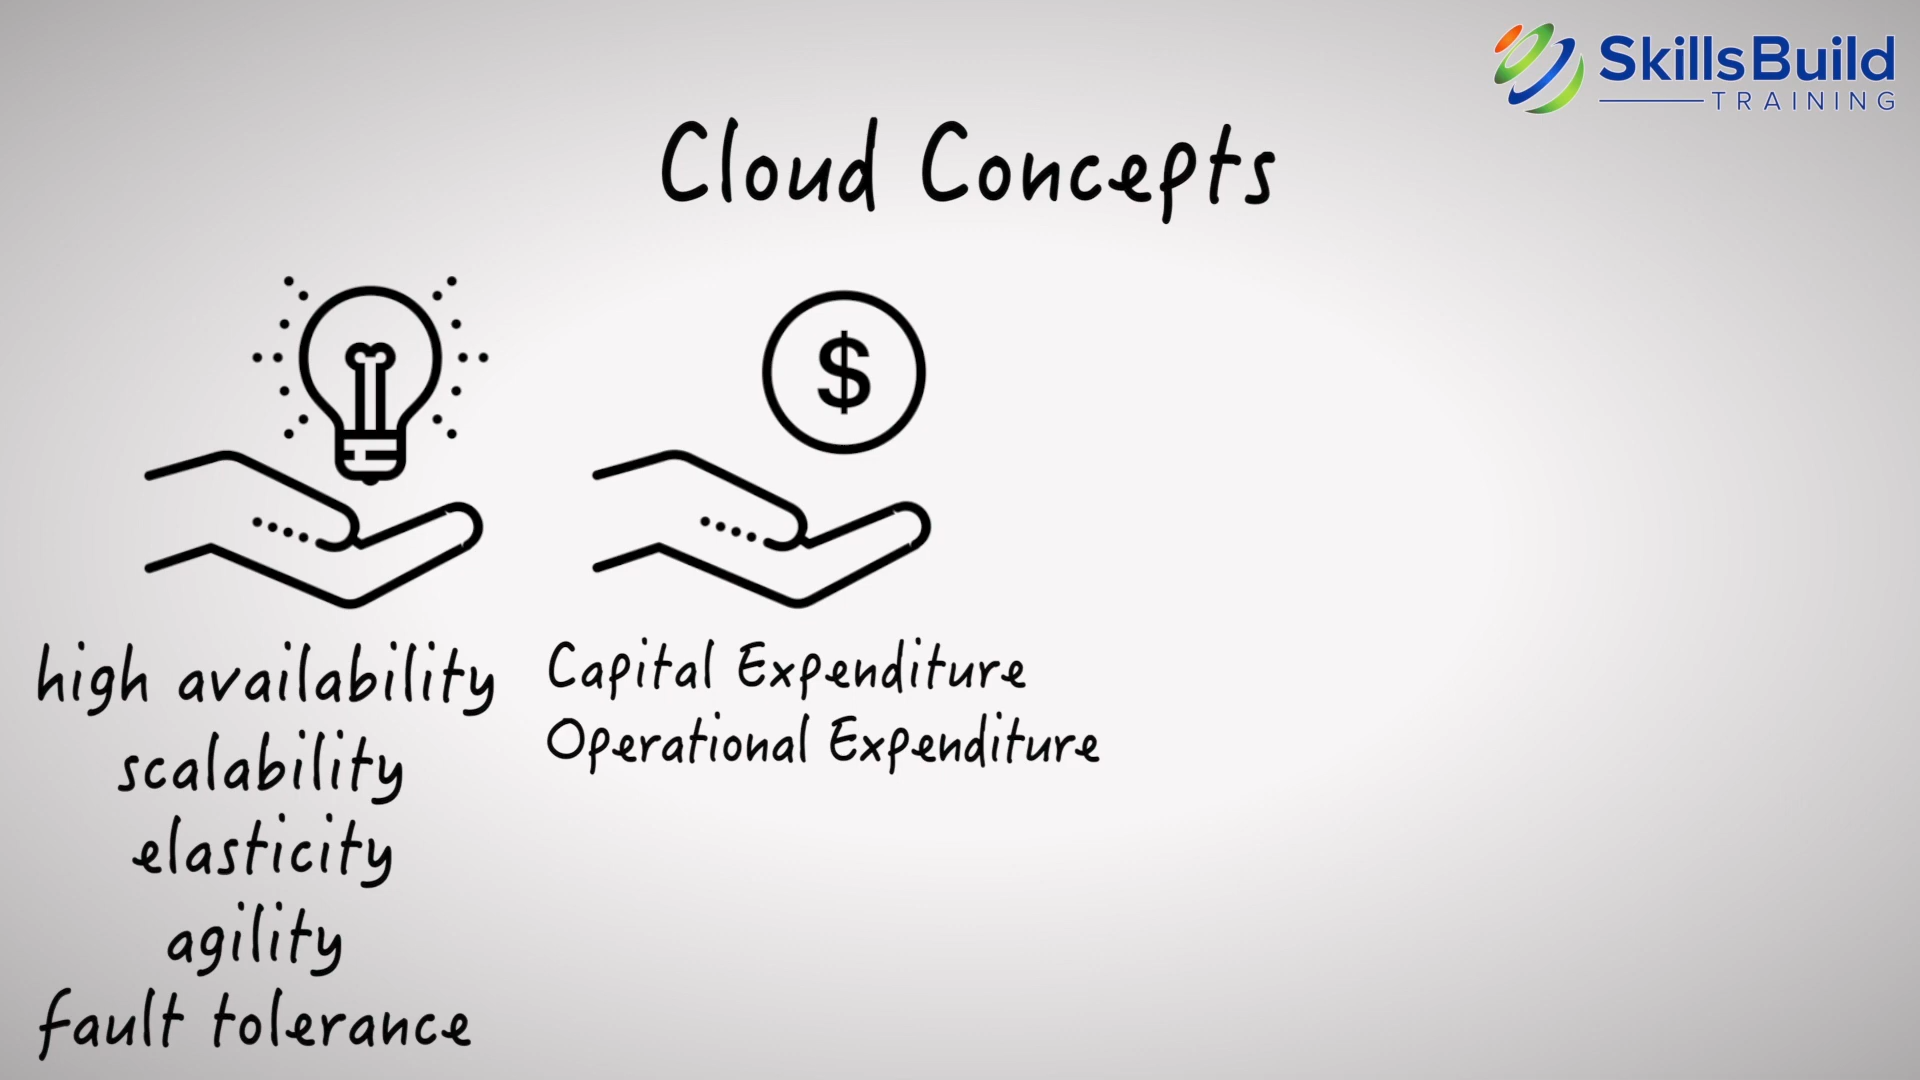 SkillsBuild
TRAINING
Cloud Concepts
$
high availability
scalability
elasticity
agility
fault tolerance
Capital Expenditure
Operational Expenditure